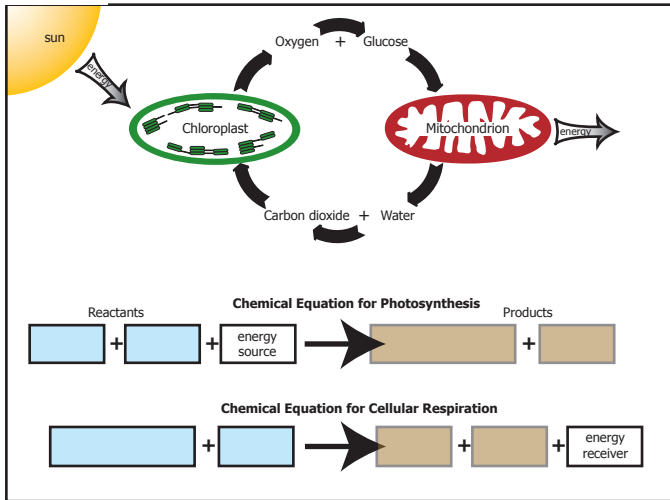 sun
energy
Oxygen + Glucose
Chloroplast
Mitochondrion
energy
Carbon dioxide + Water
Chemical Equation for Photosynthesis
Reactants
Products
+ + energy source +
Chemical Equation for Cellular Respiration
+ + + energy receiver